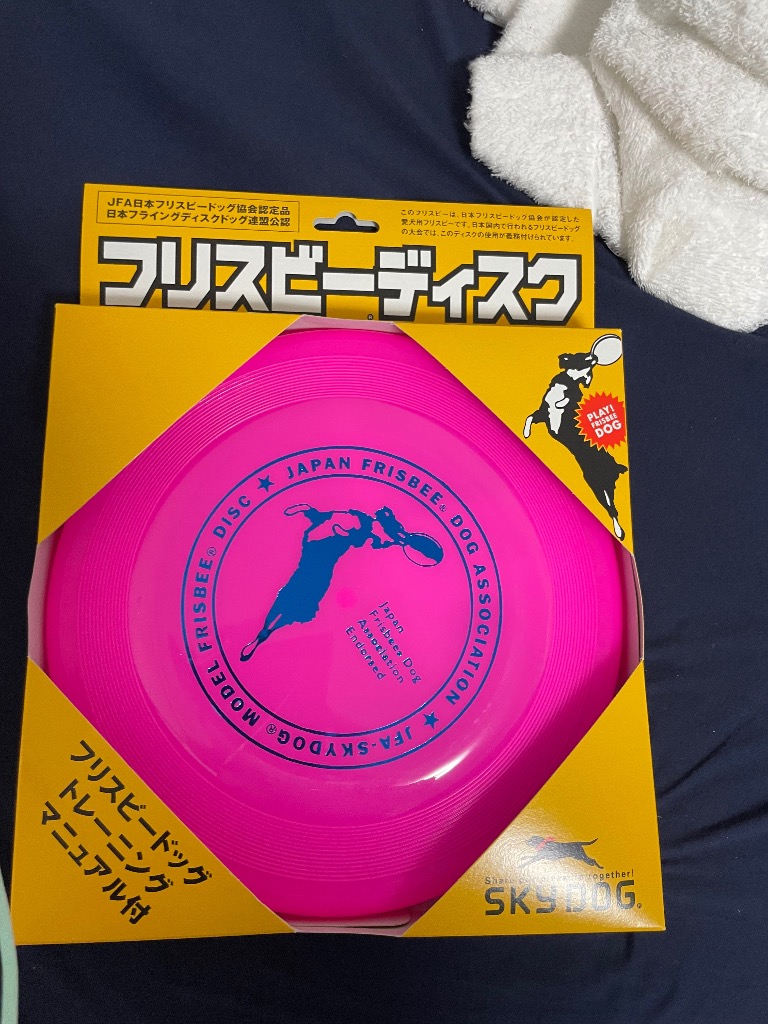 JFA日本フリスビードッグ協会認定品
日本フライングディスクドッグ連盟公認
このフリスビーは、日本フリスビードック協会が認定した
愛犬用フリスビーです。日本国内で行われるフリスビードッグ
の大会では、このディスクの使用が義務付けられています。
フリスビーディスク
PLAY!
FRISBEE
DOG
★ JAPAN FRISBEE® DOG ASSOCIATION ★ JFA-SKYDOG® MODEL FRISBEE® DISC
Japan
Frisbee Dog
Association
Endorsed
フリスビードッグ
トレーニング
マニュアル付
together!
SKYDOG®